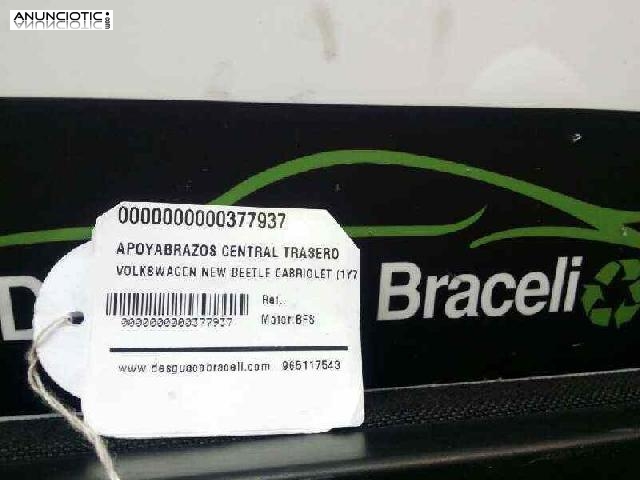 ANUNCIOTIC.com
0000000000377937
APOYABRAZOS CENTRAL TRASERO
VOLKSWAGEN NEW BEETLE CABRIOLET (1Y7
Ref.:
0000000000377937
Motor:BFS
www.desguacebraceli.com 965117543
D
Braceli